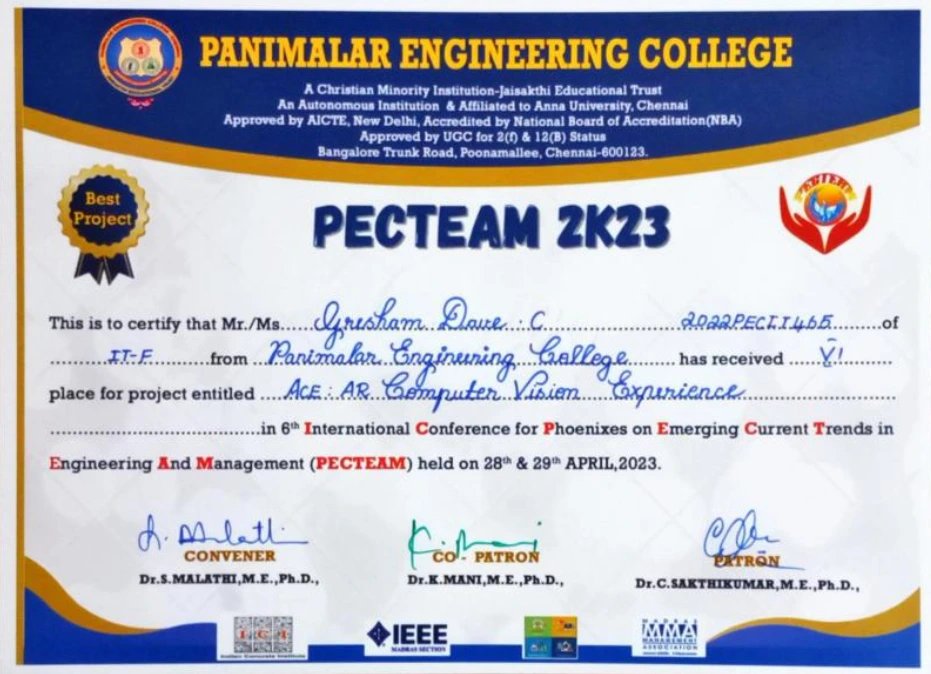 PANIMALAR ENGINEERING COLLEGE
A Christian Minority Institution-Jaisakthi Educational Trust
An Autonomous Institution & Affiliated to Anna University, Chennai
Approved by AICTE, New Delhi, Accredited by National Board of Accreditation(NBA)
Approved by UGC for 2(f) & 12(B) Status
Bangalore Trunk Road, Poonamallee, Chennai-600123.
Best
Project
PECTEAM 2K23
PECTEAM
This is to certify that Mr./Ms.....Gresham Dave . C 2022PECIT465.......of
........IT-F.......from Panimalar Engineering College has received VI
place for project entitled ....ACE : AR Computer Vision Experience
in 6th International Conference for Phoenixes on Emerging Current Trends in
Engineering And Management (PECTEAM) held on 28th & 29th APRIL,2023.
CONVENER
Dr.S.MALATHI,M.E.,Ph.D.,
CO - PATRON
Dr.K.MANI,M.E.,Ph.D.,
PATRON
Dr.C.SAKTHIKUMAR,M.E.,Ph.D.,
ICI
Indian Concrete Institute
IEEE
MADRAS SECTION
MADRAS
MMA
MANAGEMENT
ASSOCIATION